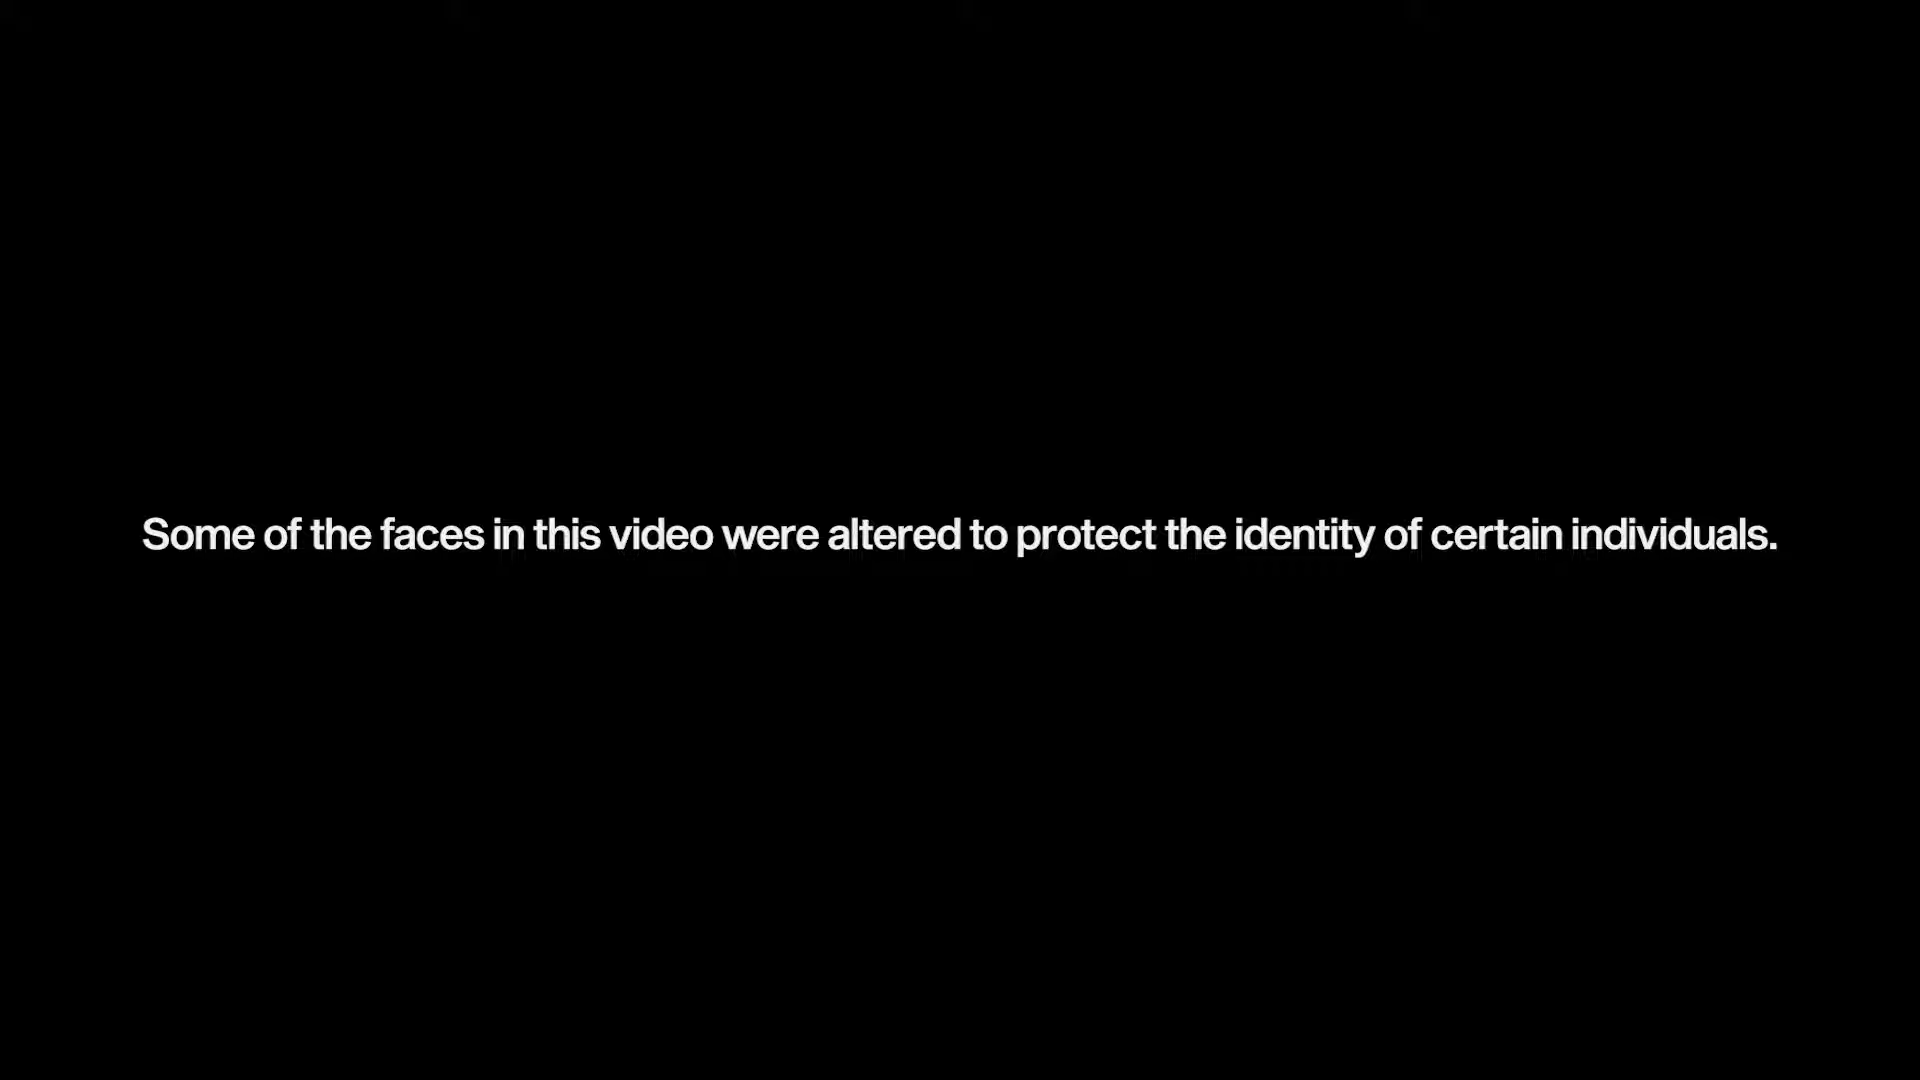 Some of the faces in this video were altered to protect the identity of certain individuals.